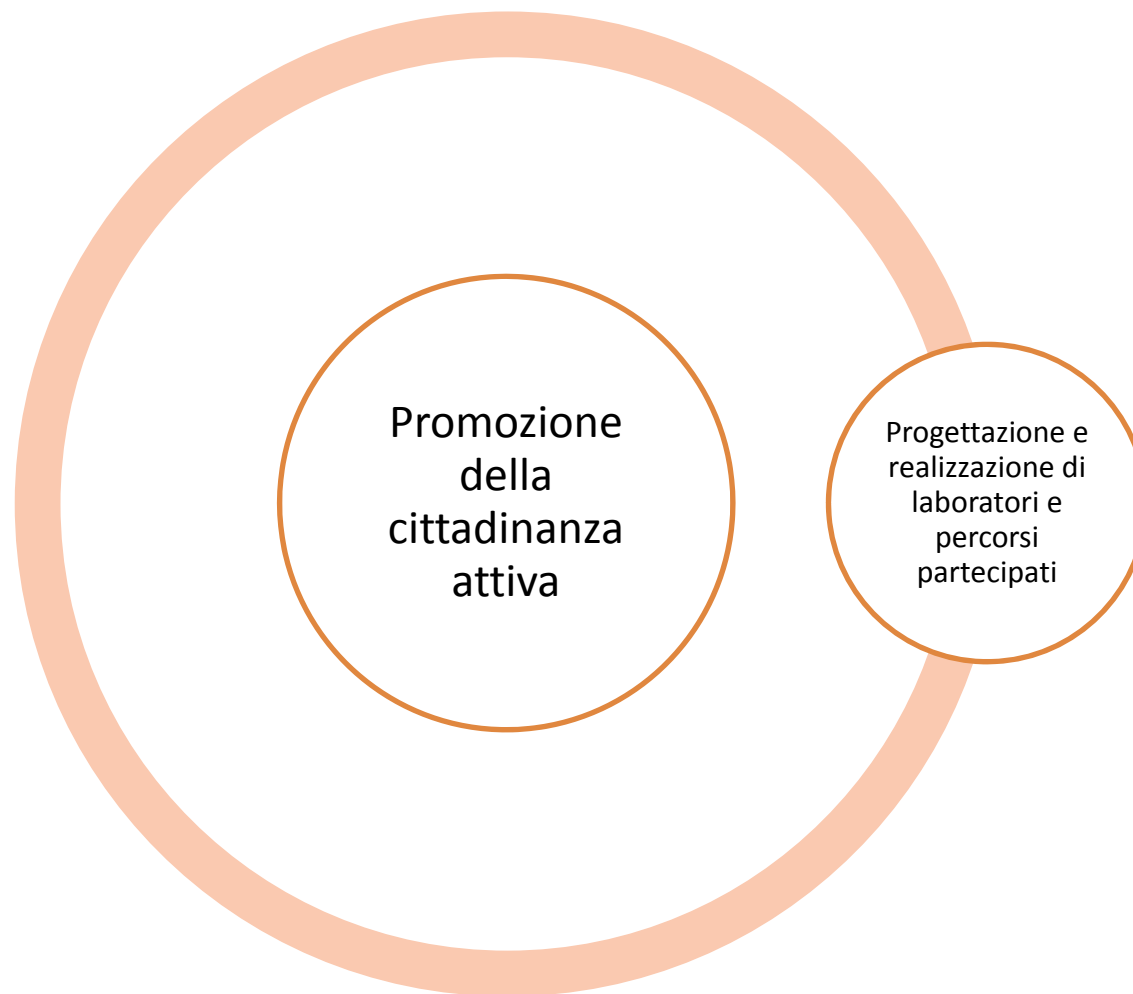 Promozione
della
cittadinanza
attiva
Progettazione e
realizzazione di
laboratori e
percorsi
partecipati